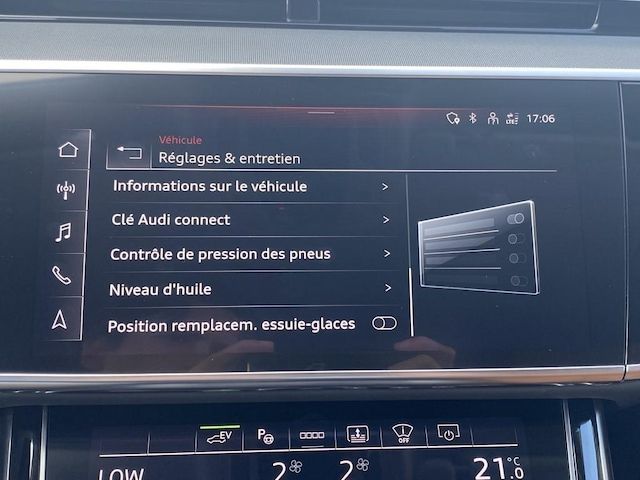 17:06
Véhicule
Réglages & entretien
Informations sur le véhicule >
Clé Audi connect >
Contrôle de pression des pneus >
Niveau d'huile >
Position remplacem. essuie-glaces
EV
P
OFF
LOW 2 2 21.0 °C